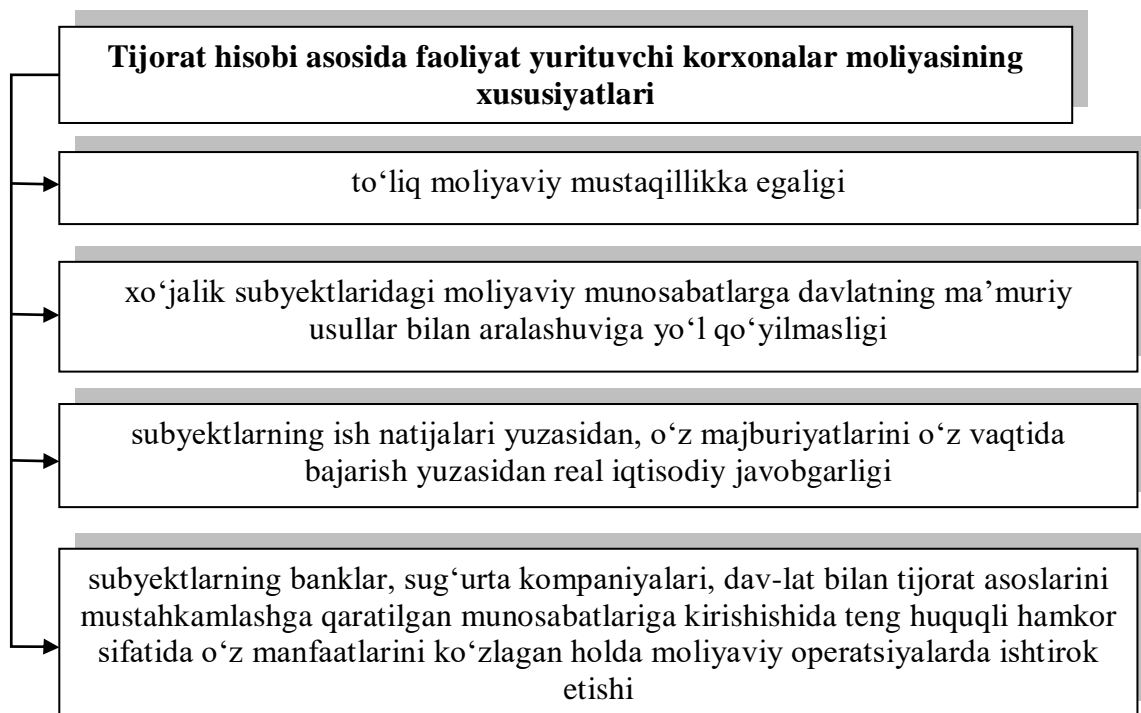 Tijorat hisobi asosida faoliyat yurituvchi korxonalar moliyasining
xususiyatlari
to‘liq moliyaviy mustaqillikka egaligi
xo‘jalik subyektlaridagi moliyaviy munosabatlarga davlatning ma’muriy
usullar bilan aralashuviga yo‘l qo‘yilmasligi
subyektlarning ish natijalari yuzasidan, o‘z majburiyatlarini o‘z vaqtida
bajarish yuzasidan real iqtisodiy javobgarligi
subyektlarning banklar, sug‘urta kompaniyalari, dav-lat bilan tijorat asoslarini
mustahkamlashga qaratilgan munosabatlariga kirishishida teng huquqli hamkor
sifatida o‘z manfaatlarini ko‘zlagan holda moliyaviy operatsiyalarda ishtirok
etishi